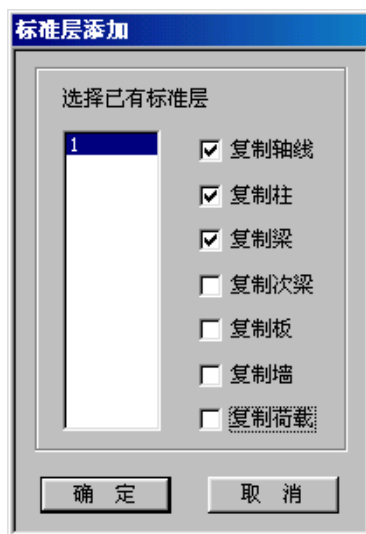 标准层添加
选择已有标准层
1
复制轴线
复制柱
复制梁
复制次梁
复制板
复制墙
复制荷载
确 定
取 消